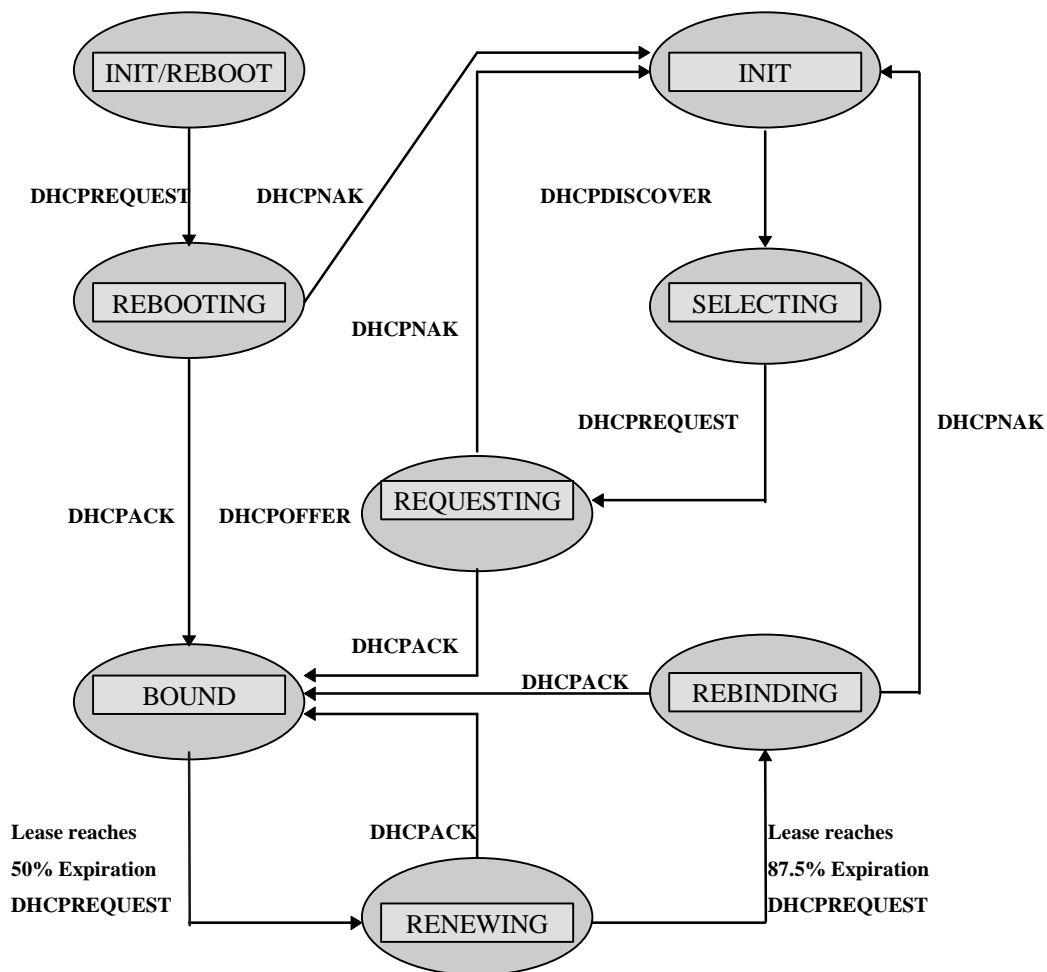 INIT/REBOOT
INIT
DHCPREQUEST
DHCPNAK
DHCPDISCOVER
REBOOTING
SELECTING
DHCPNAK
DHCPREQUEST
DHCPNAK
REQUESTING
DHCPACK
DHCPOFFER
DHCPACK
BOUND
DHCPACK
REBINDING
Lease reaches
50% Expiration
DHCPREQUEST
DHCPACK
Lease reaches
87.5% Expiration
DHCPREQUEST
RENEWING